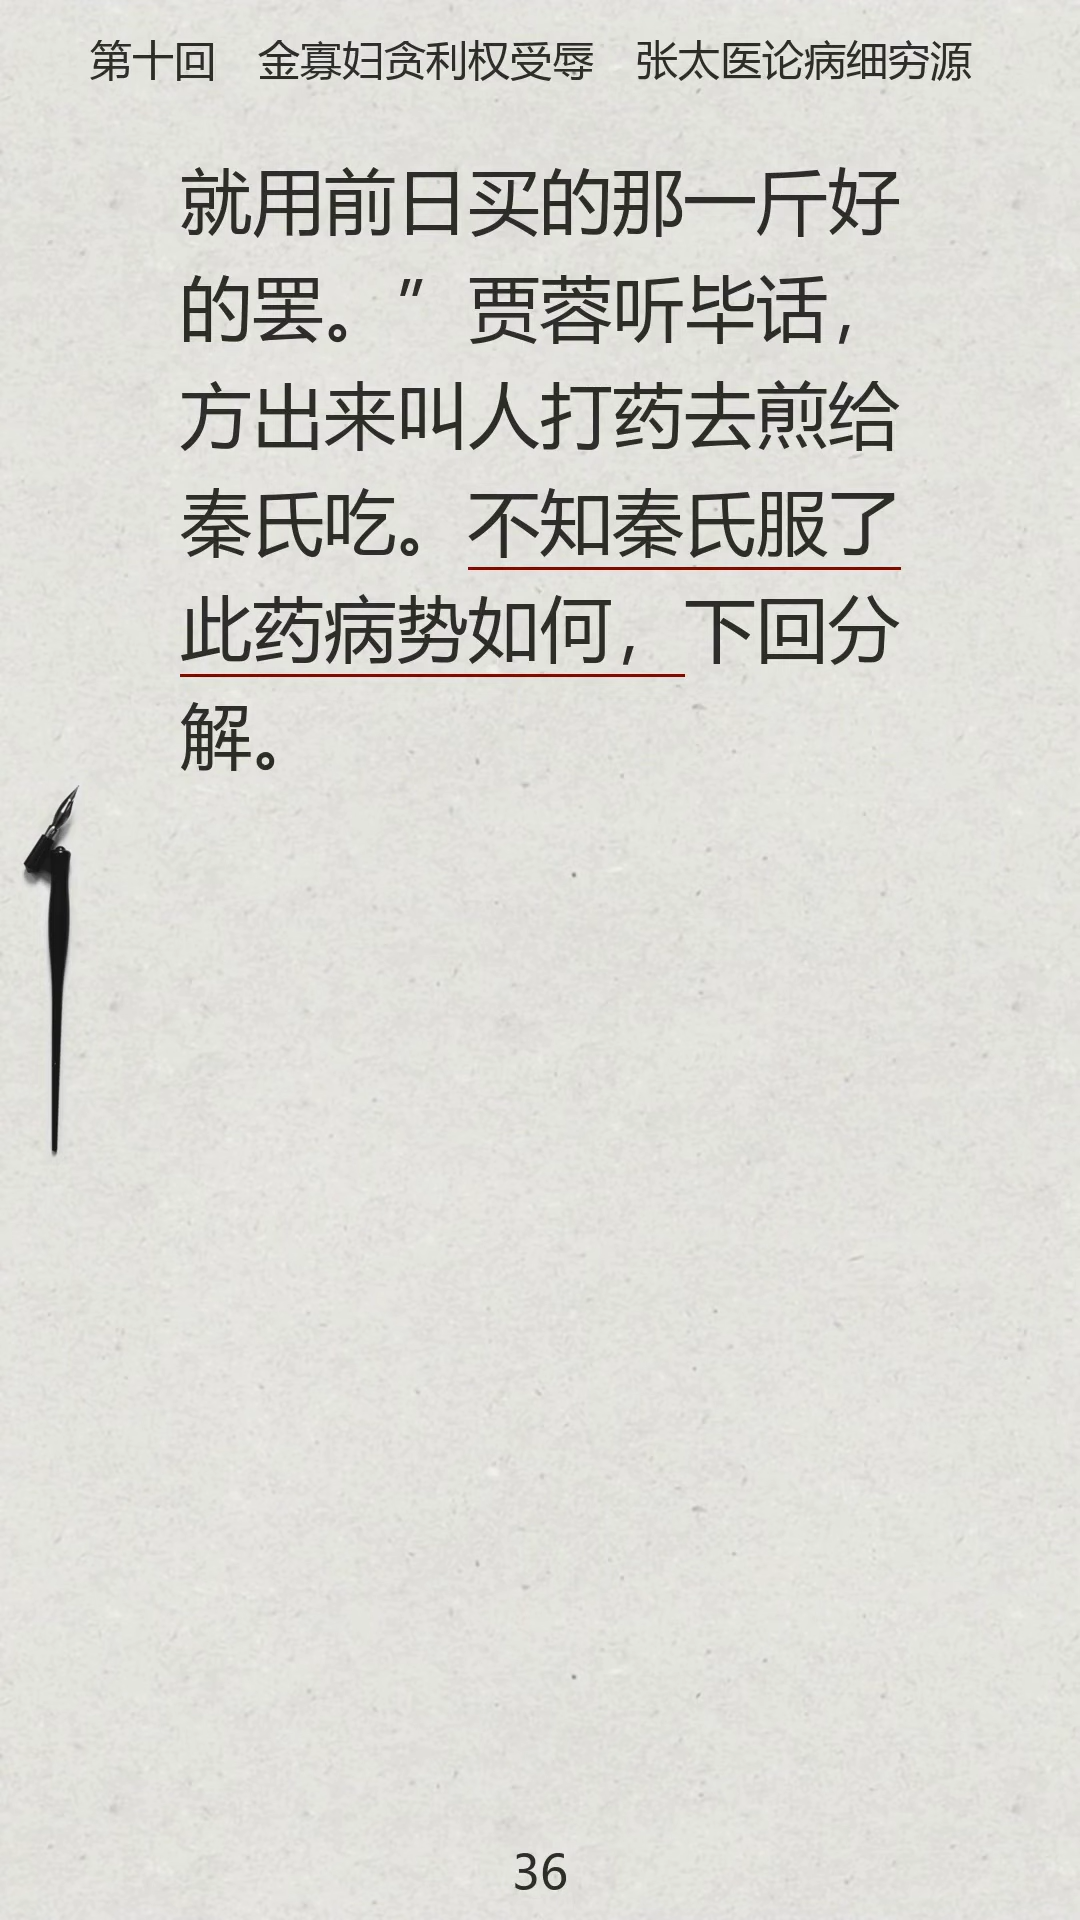 第十回　金寡妇贪利权受辱　张太医论病细穷源
就用前日买的那一斤好
的罢。”贾蓉听毕话，
方出来叫人打药去煎给
秦氏吃。不知秦氏服了
此药病势如何，下回分
解。
36